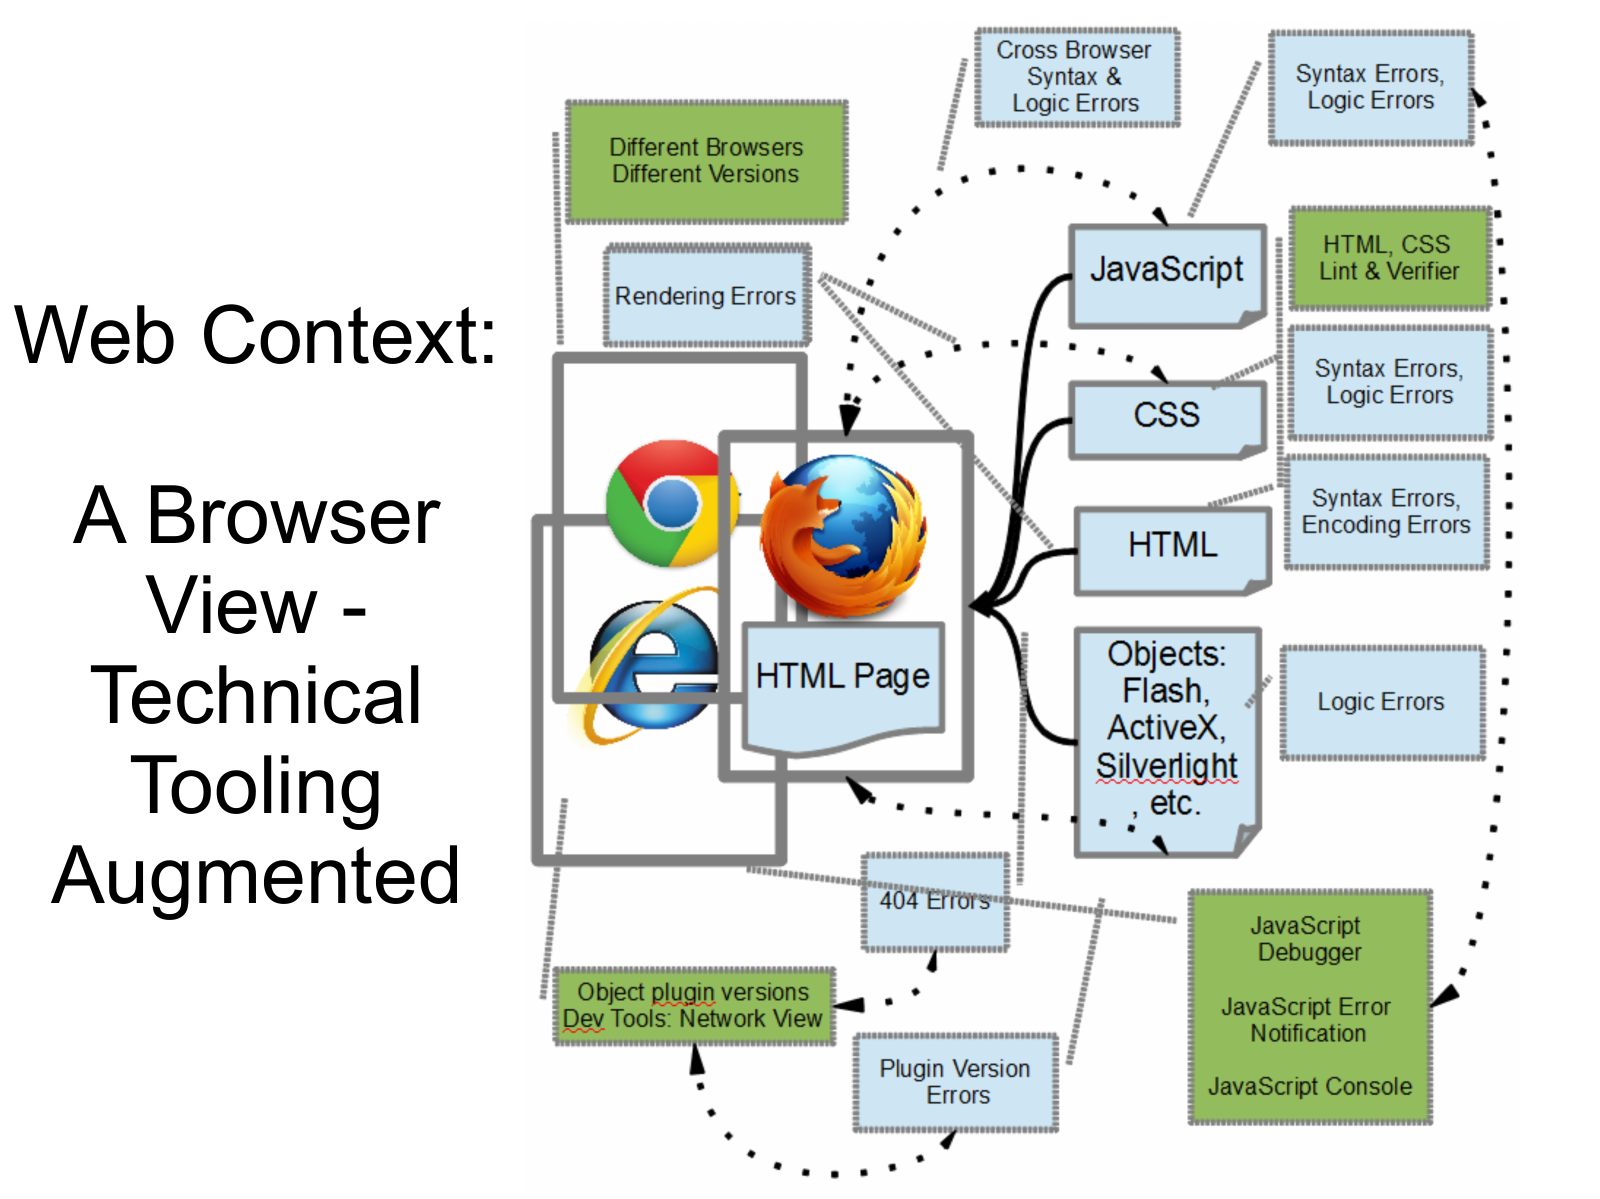 Web Context:
A Browser
View -
Technical
Tooling
Augmented
Cross Browser
Syntax &
Logic Errors
Syntax Errors,
Logic Errors
Different Browsers
Different Versions
Rendering Errors
JavaScript
HTML, CSS
Lint & Verifier
CSS
Syntax Errors,
Logic Errors
HTML
Syntax Errors,
Encoding Errors
HTML Page
Objects:
Flash,
ActiveX,
Silverlight
, etc.
Logic Errors
404 Errors
Object plugin versions
Dev Tools: Network View
Plugin Version
Errors
JavaScript
Debugger
JavaScript Error
Notification
JavaScript Console